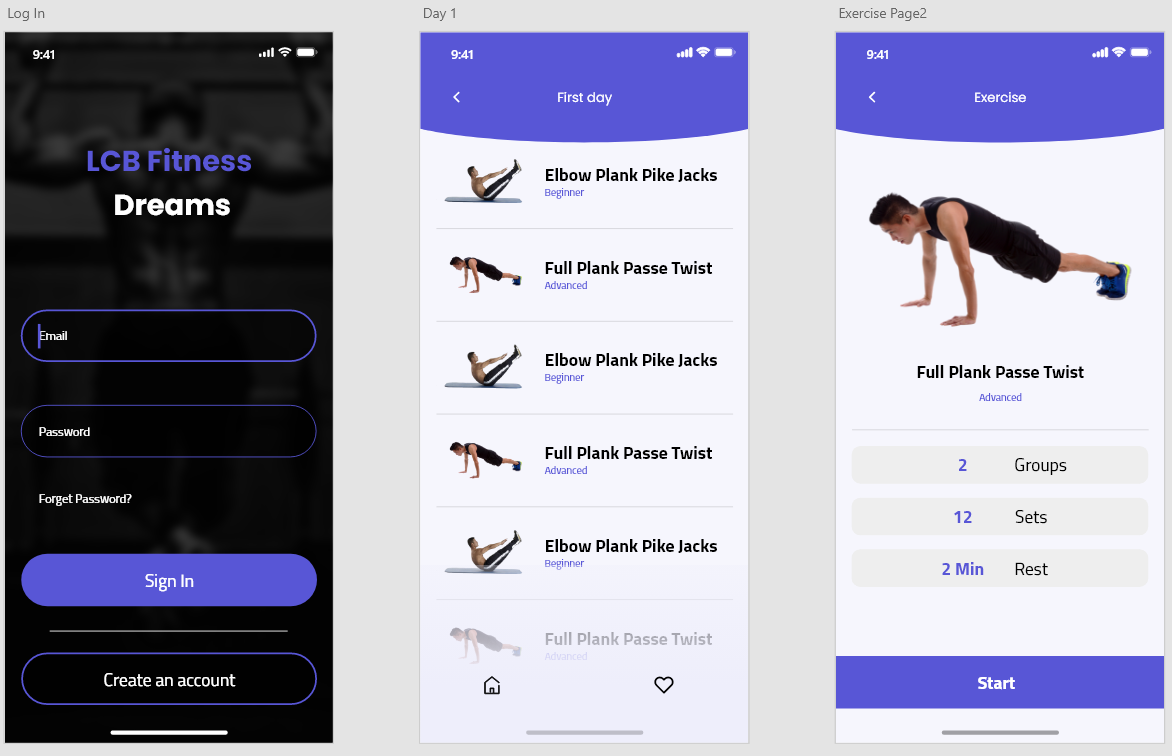 Log In
9:41
LCB Fitness
Dreams
Email
Password
Forget Password?
Sign In
Create an account
Day 1
9:41
First day
Elbow Plank Pike Jacks
Beginner
Full Plank Passe Twist
Advanced
Elbow Plank Pike Jacks
Beginner
Full Plank Passe Twist
Advanced
Elbow Plank Pike Jacks
Beginner
Full Plank Passe Twist
Advanced
Exercise Page2
9:41
Exercise
Full Plank Passe Twist
Advanced
2 Groups
12 Sets
2 Min Rest
Start